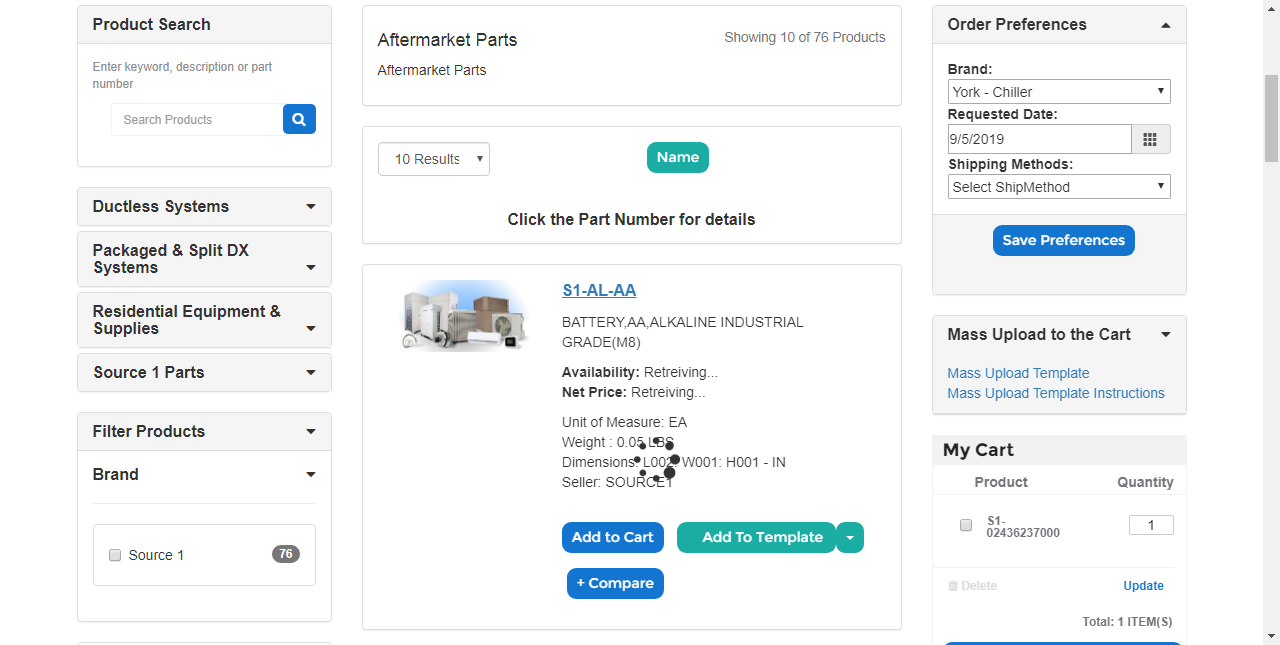 Product Search
Enter keyword, description or part
number
Search Products
Ductless Systems
Packaged & Split DX
Systems
Residential Equipment &
Supplies
Source 1 Parts
Filter Products
Brand
Source 1
76
Aftermarket Parts
Showing 10 of 76 Products
Aftermarket Parts
10 Results
Name
Click the Part Number for details
S1-AL-AA
BATTERY,AA,ALKALINE INDUSTRIAL
GRADE(M8)
Availability: Retreiving...
Net Price: Retreiving...
Unit of Measure: EA
Weight : 0.05 LBS
Dimensions: L002: W001: H001 - IN
Seller: SOURCE1
Add to Cart
Add To Template
+ Compare
Order Preferences
Brand:
York - Chiller
Requested Date:
9/5/2019
Shipping Methods:
Select ShipMethod
Save Preferences
Mass Upload to the Cart
Mass Upload Template
Mass Upload Template Instructions
My Cart
Product Quantity
S1-
02436237000
1
Delete
Update
Total: 1 ITEM(S)